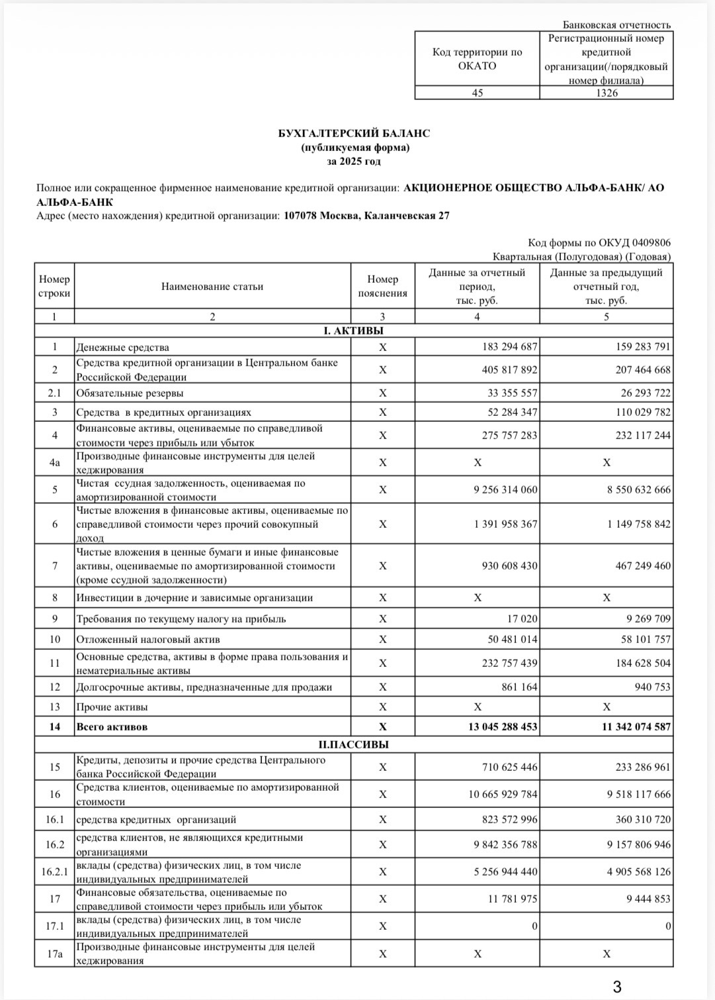 Банковская отчетность
Код территории по
ОКАТО
Регистрационный номер
кредитной
организации(/порядковый
номер филиала)
45
1326
БУХГАЛТЕРСКИЙ БАЛАНС
(публикуемая форма)
за 2025 год
Полное или сокращенное фирменное наименование кредитной организации: АКЦИОНЕРНОЕ ОБЩЕСТВО АЛЬФА-БАНК/ АО
АЛЬФА-БАНК
Адрес (место нахождения) кредитной организации: 107078 Москва, Каланчевская 27
Код формы по ОКУД 0409806
Квартальная (Полугодовая) (Годовая)
Номер
строки
Наименование статьи
Номер
пояснения
Данные за отчетный
период,
тыс. руб.
Данные за предыдущий
отчетный год,
тыс. руб.
1 2 3 4 5
I. АКТИВЫ
1 Денежные средства X 183 294 687 159 283 791
2 Средства кредитной организации в Центральном банке
Российской Федерации X 405 817 892 207 464 668
2.1 Обязательные резервы X 33 355 557 26 293 722
3 Средства в кредитных организациях X 52 284 347 110 029 782
4 Финансовые активы, оцениваемые по справедливой
стоимости через прибыль или убыток X 275 757 283 232 117 244
4а Производные финансовые инструменты для целей
хеджирования X X X
5 Чистая ссудная задолженность, оцениваемая по
амортизированной стоимости X 9 256 314 060 8 550 632 666
6 Чистые вложения в финансовые активы, оцениваемые по
справедливой стоимости через прочий совокупный
доход X 1 391 958 367 1 149 758 842
7 Чистые вложения в ценные бумаги и иные финансовые
активы, оцениваемые по амортизированной стоимости
(кроме ссудной задолженности) X 930 608 430 467 249 460
8 Инвестиции в дочерние и зависимые организации X X X
9 Требования по текущему налогу на прибыль X 17 020 9 269 709
10 Отложенный налоговый актив X 50 481 014 58 101 757
11 Основные средства, активы в форме права пользования и
нематериальные активы X 232 757 439 184 628 504
12 Долгосрочные активы, предназначенные для продажи X 861 164 940 753
13 Прочие активы X X X
14 Всего активов X 13 045 288 453 11 342 074 587
II.ПАССИВЫ
15 Кредиты, депозиты и прочие средства Центрального
банка Российской Федерации X 710 625 446 233 286 961
16 Средства клиентов, оцениваемые по амортизированной
стоимости X 10 665 929 784 9 518 117 666
16.1 средства кредитных организаций X 823 572 996 360 310 720
16.2 средства клиентов, не являющихся кредитными
организациями X 9 842 356 788 9 157 806 946
16.2.1 вклады (средства) физических лиц, в том числе
индивидуальных предпринимателей X 5 256 944 440 4 905 568 126
17 Финансовые обязательства, оцениваемые по
справедливой стоимости через прибыль или убыток X 11 781 975 9 444 853
17.1 вклады (средства) физических лиц, в том числе
индивидуальных предпринимателей X 0 0
17а Производные финансовые инструменты для целей
хеджирования X X X
3